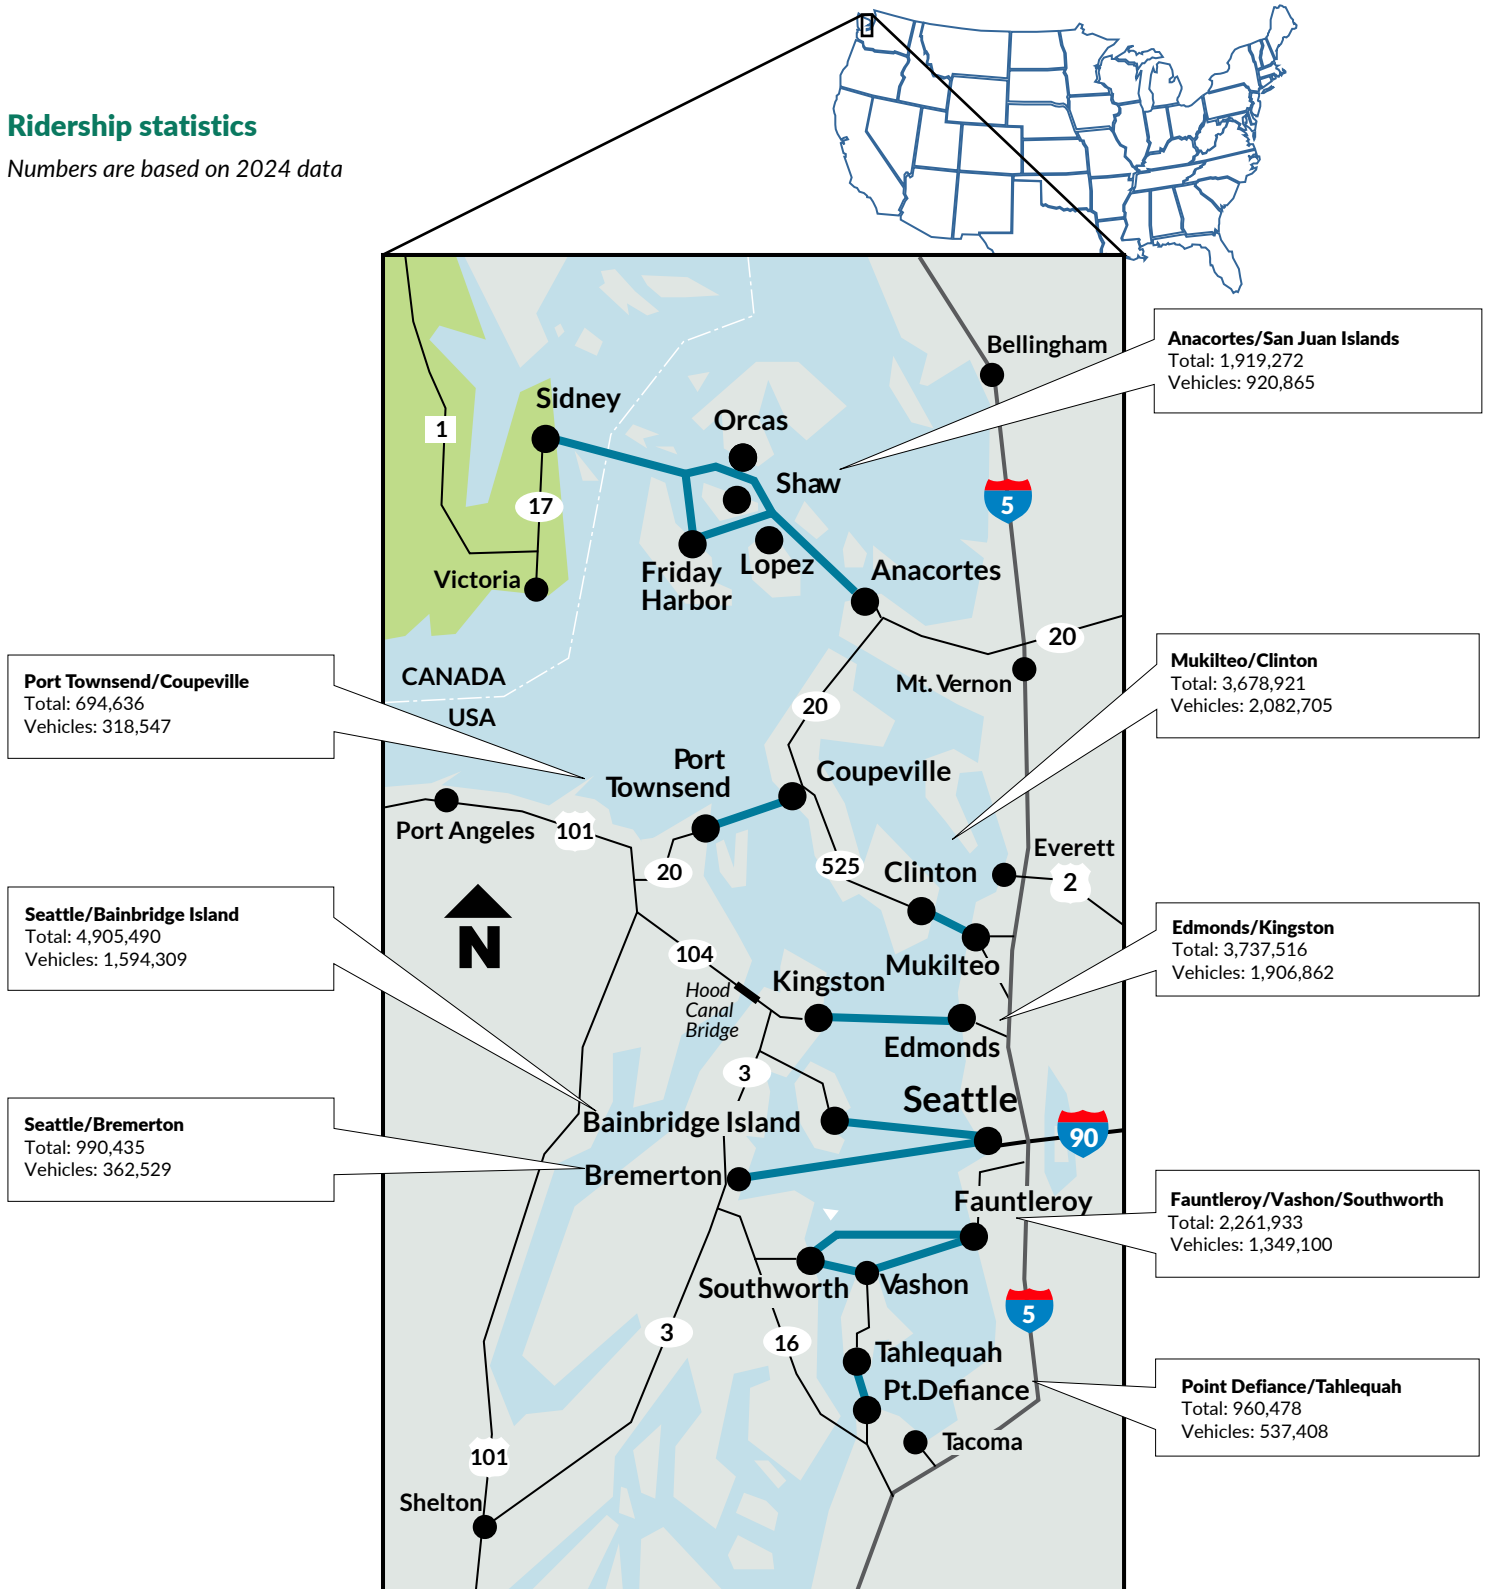 Ridership statistics
Numbers are based on 2024 data
Bellingham
Anacortes/San Juan Islands
Total: 1,919,272
Vehicles: 920,865
Sidney
Orcas
1
Shaw
17
5
Victoria
Friday
Harbor
Lopez
Anacortes
20
Port Townsend/Coupeville
Total: 694,636
Vehicles: 318,547
CANADA
USA
Mt. Vernon
20
Mukilteo/Clinton
Total: 3,678,921
Vehicles: 2,082,705
Port
Townsend
Coupeville
Port Angeles
101
20
525
Clinton
Everett
2
Seattle/Bainbridge Island
Total: 4,905,490
Vehicles: 1,594,309
N
104
Mukilteo
Edmonds/Kingston
Total: 3,737,516
Vehicles: 1,906,862
Hood
Canal
Bridge
Kingston
Edmonds
3
Seattle
Bainbridge Island
90
Seattle/Bremerton
Total: 990,435
Vehicles: 362,529
Bremerton
Fauntleroy
Fauntleroy/Vashon/Southworth
Total: 2,261,933
Vehicles: 1,349,100
Southworth
Vashon
5
3
16
Tahlequah
Pt.Defiance
Point Defiance/Tahlequah
Total: 960,478
Vehicles: 537,408
Tacoma
101
Shelton